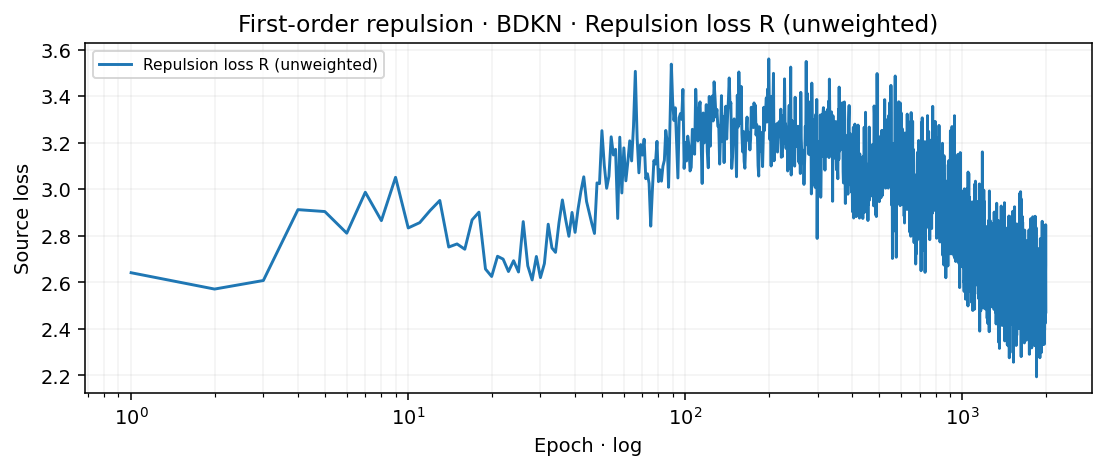 First-order repulsion · BDKN · Repulsion loss R (unweighted)
Repulsion loss R (unweighted)
Source loss
3.6
3.4
3.2
3.0
2.8
2.6
2.4
2.2
10⁰ 10¹ 10² 10³
Epoch · log